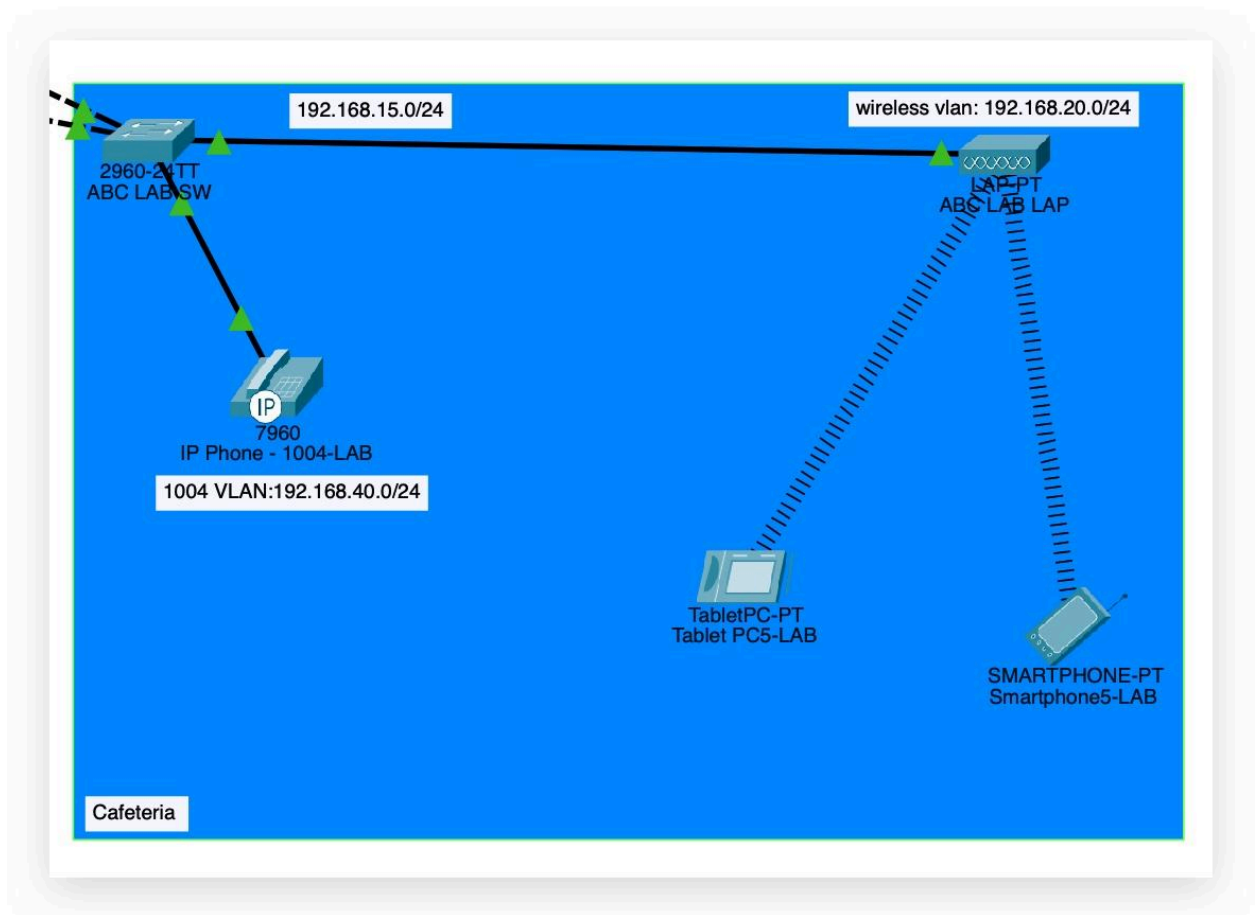 192.168.15.0/24
wireless vlan: 192.168.20.0/24
2960-24TT
ABC LAB SW
LAP-PT
ABC LAB LAP
IP
7960
IP Phone - 1004-LAB
1004 VLAN:192.168.40.0/24
TabletPC-PT
Tablet PC5-LAB
SMARTPHONE-PT
Smartphone5-LAB
Cafeteria